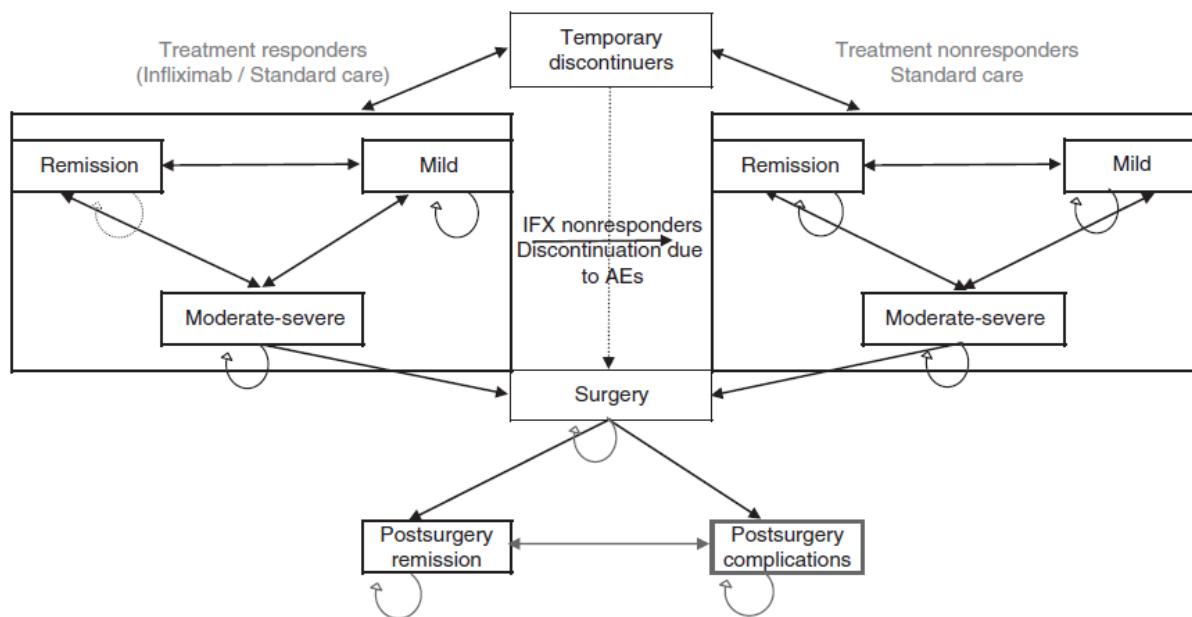 Treatment responders
(Infliximab / Standard care)
Temporary
discontinuers
Treatment nonresponders
Standard care
Remission
Mild
Moderate-severe
IFX nonresponders
Discontinuation due
to AEs
Remission
Mild
Moderate-severe
Surgery
Postsurgery
remission
Postsurgery
complications